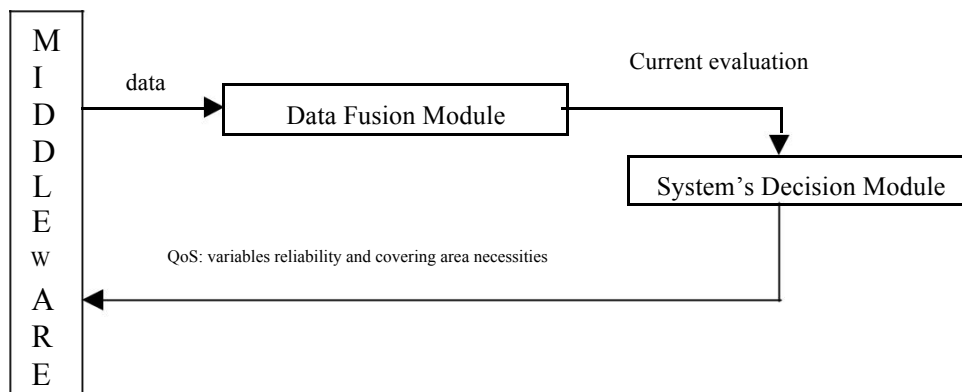 M
I
D
D
L
E
W
A
R
E
data
Data Fusion Module
Current evaluation
System’s Decision Module
QoS: variables reliability and covering area necessities